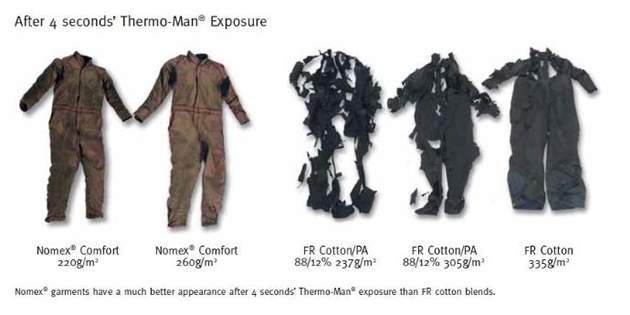 After 4 seconds’ Thermo-Man® Exposure
Nomex® Comfort
220g/m²
Nomex® Comfort
260g/m²
FR Cotton/PA
88/12% 237g/m²
FR Cotton/PA
88/12% 305g/m²
FR Cotton
335g/m²
Nomex® garments have a much better appearance after 4 seconds’ Thermo-Man® exposure than FR cotton blends.